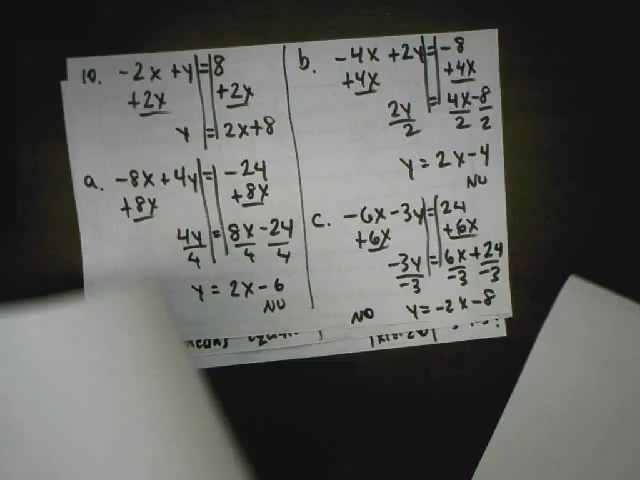 10. -2x + y = 8
+2x +2x
y = 2x+8
a. -8x + 4y = -24
+8x +8x
4y/4 = 8x/4 - 24/4
y = 2x - 6
NO
b. -4x + 2y = -8
+4x +4x
2y/2 = 4x/2 - 8/2
y = 2x - 4
NO
c. -6x - 3y = 24
+6x +6x
-3y/-3 = 6x/-3 + 24/-3
NO y = -2x - 8